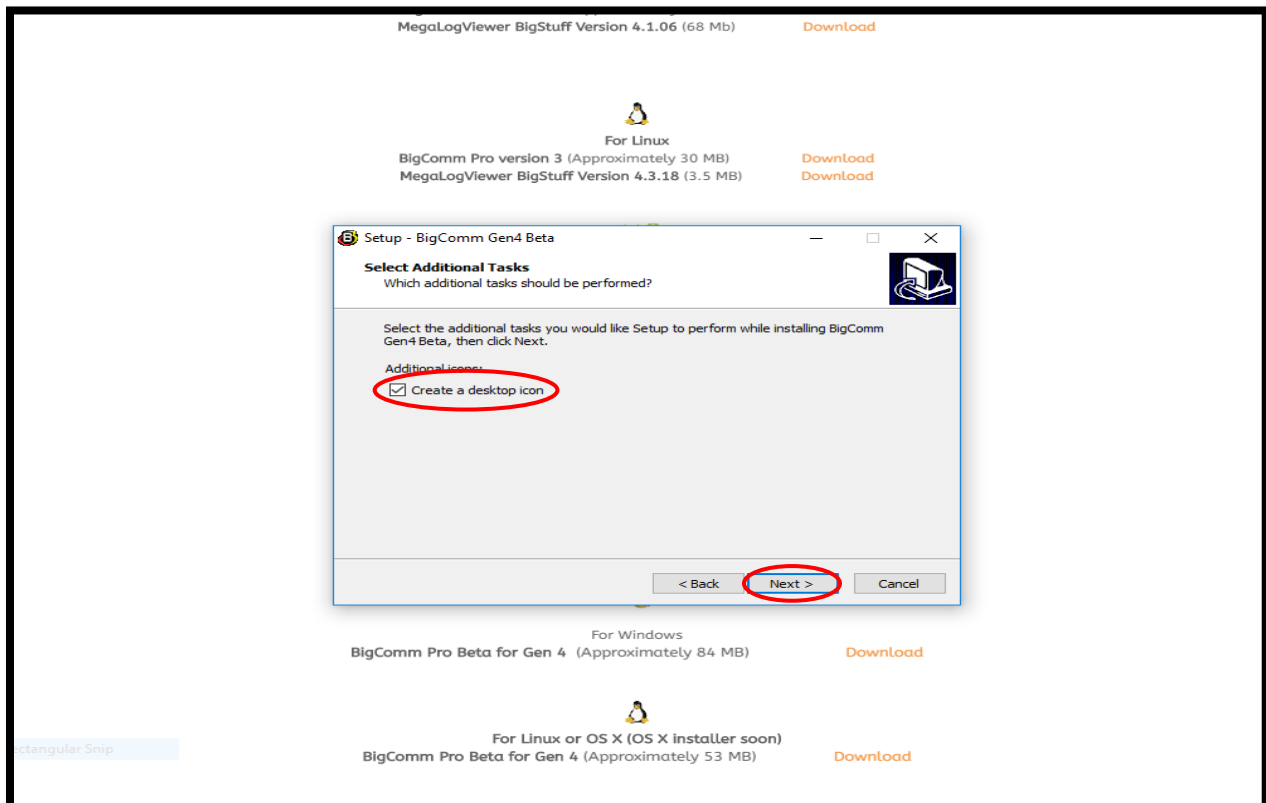 MegaLogViewer BigStuff Version 4.1.06 (68 Mb) Download
For Linux
BigComm Pro version 3 (Approximately 30 MB) Download
MegaLogViewer BigStuff Version 4.3.18 (3.5 MB) Download
Setup - BigComm Gen4 Beta
Select Additional Tasks
Which additional tasks should be performed?
Select the additional tasks you would like Setup to perform while installing BigComm
Gen4 Beta, then click Next.
Additional icons:
Create a desktop icon
< Back Next > Cancel
For Windows
BigComm Pro Beta for Gen 4 (Approximately 84 MB) Download
For Linux or OS X (OS X installer soon)
ectangular Snip
BigComm Pro Beta for Gen 4 (Approximately 53 MB) Download